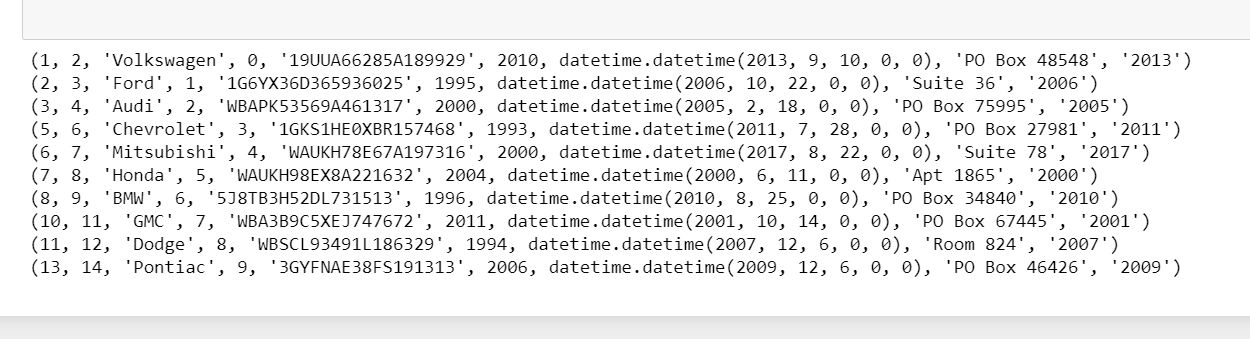 (1, 2, 'Volkswagen', 0, '19UUA66285A189929', 2010, datetime.datetime(2013, 9, 10, 0, 0), 'PO Box 48548', '2013')
(2, 3, 'Ford', 1, '1G6YX36D365936025', 1995, datetime.datetime(2006, 10, 22, 0, 0), 'Suite 36', '2006')
(3, 4, 'Audi', 2, 'WBAPK53569A461317', 2000, datetime.datetime(2005, 2, 18, 0, 0), 'PO Box 75995', '2005')
(5, 6, 'Chevrolet', 3, '1GKS1HE0XBR157468', 1993, datetime.datetime(2011, 7, 28, 0, 0), 'PO Box 27981', '2011')
(6, 7, 'Mitsubishi', 4, 'WAUKH78E67A197316', 2000, datetime.datetime(2017, 8, 22, 0, 0), 'Suite 78', '2017')
(7, 8, 'Honda', 5, 'WAUKH98EX8A221632', 2004, datetime.datetime(2000, 6, 11, 0, 0), 'Apt 1865', '2000')
(8, 9, 'BMW', 6, '5J8TB3H52DL731513', 1996, datetime.datetime(2010, 8, 25, 0, 0), 'PO Box 34840', '2010')
(10, 11, 'GMC', 7, 'WBA3B9C5XEJ747672', 2011, datetime.datetime(2001, 10, 14, 0, 0), 'PO Box 67445', '2001')
(11, 12, 'Dodge', 8, 'WBSCL93491L186329', 1994, datetime.datetime(2007, 12, 6, 0, 0), 'Room 824', '2007')
(13, 14, 'Pontiac', 9, '3GYFNAE38FS191313', 2006, datetime.datetime(2009, 12, 6, 0, 0), 'PO Box 46426', '2009')